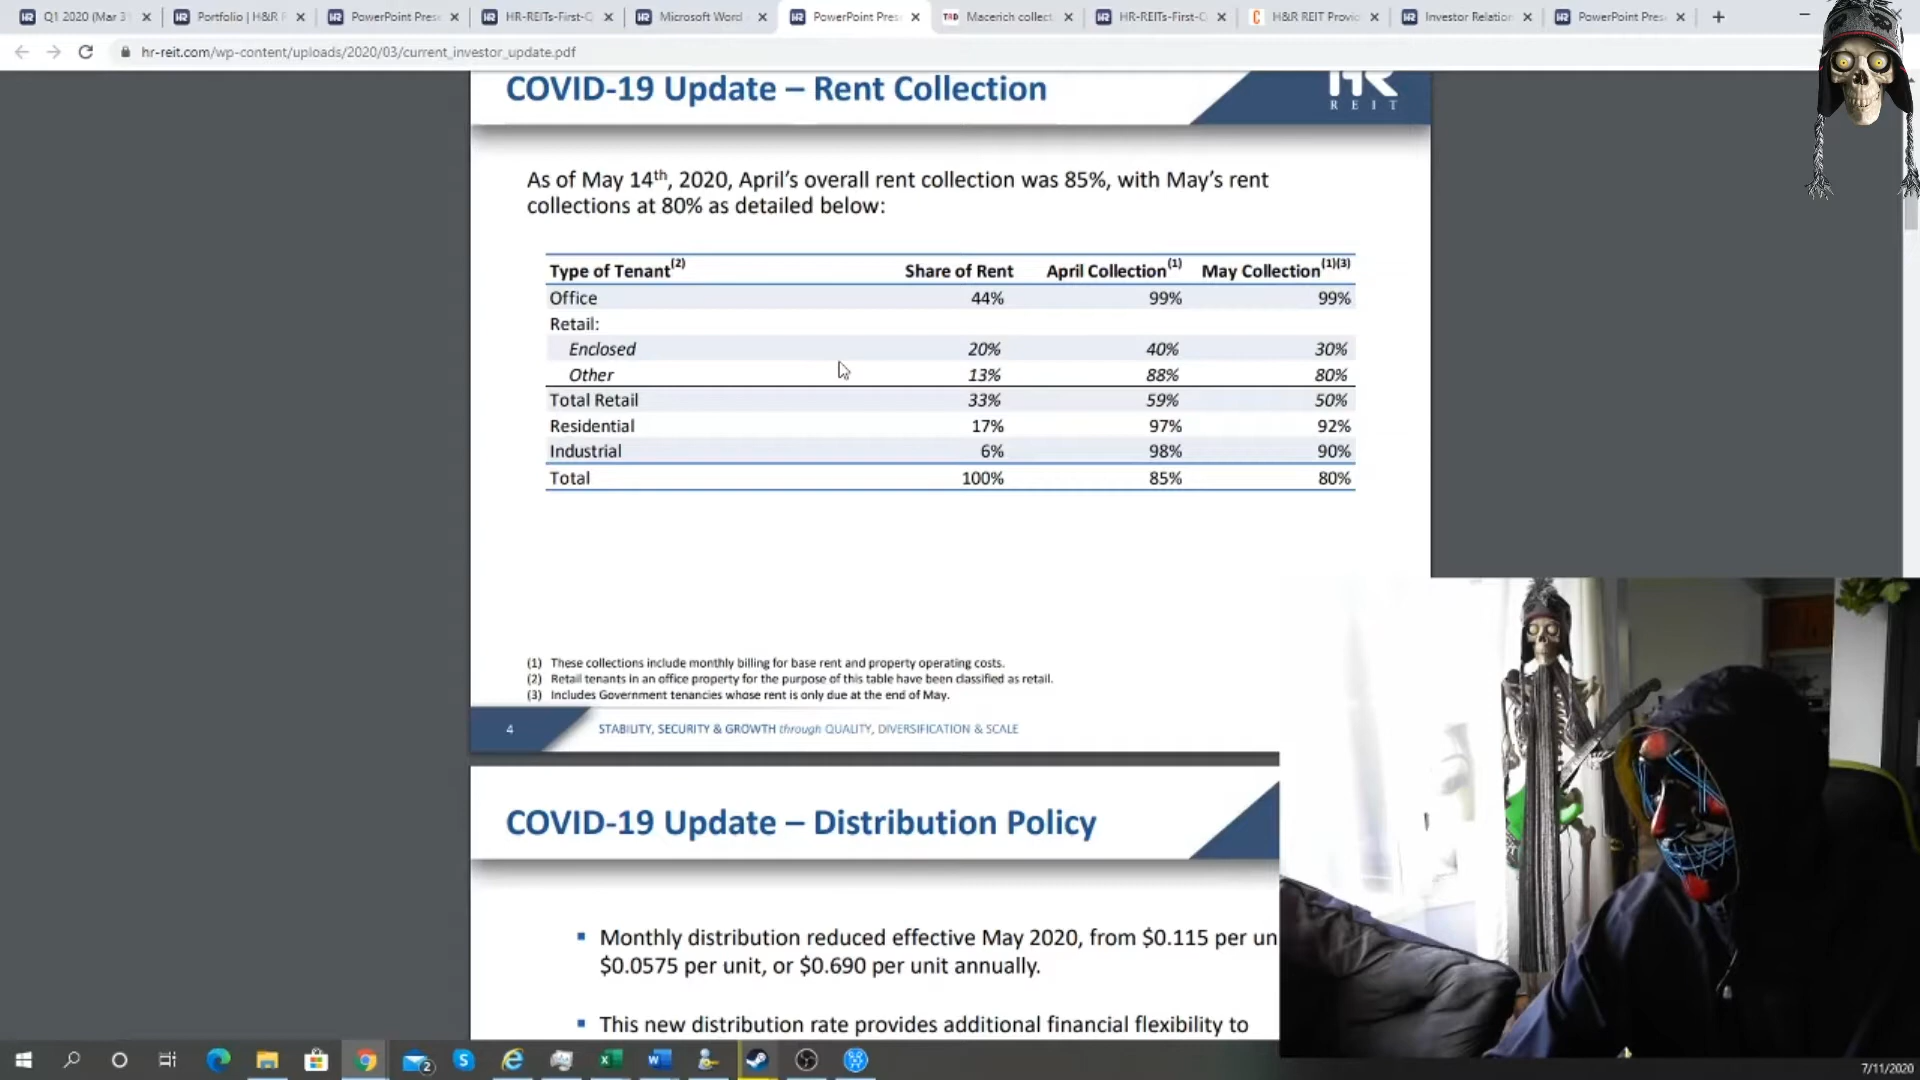 Q1 2020 (Mar 3
Portfolio | H&R F
PowerPoint Pres
HR-REITs-First-Q
Microsoft Word
PowerPoint Pres
TRD
Macerich collect
HR-REITs-First-Q
H&R REIT Provid
Investor Relation
PowerPoint Pres
hr-reit.com/wp-content/uploads/2020/03/current_investor_update.pdf
COVID-19 Update – Rent Collection
HR
REIT
As of May 14th, 2020, April's overall rent collection was 85%, with May's rent
collections at 80% as detailed below:
Type of Tenant(2) Share of Rent April Collection(1) May Collection(1)(3)
Office 44% 99% 99%
Retail:
Enclosed 20% 40% 30%
Other 13% 88% 80%
Total Retail 33% 59% 50%
Residential 17% 97% 92%
Industrial 6% 98% 90%
Total 100% 85% 80%
(1) These collections include monthly billing for base rent and property operating costs.
(2) Retail tenants in an office property for the purpose of this table have been classified as retail.
(3) Includes Government tenancies whose rent is only due at the end of May.
4 STABILITY, SECURITY & GROWTH through QUALITY, DIVERSIFICATION & SCALE
COVID-19 Update – Distribution Policy
▪ Monthly distribution reduced effective May 2020, from $0.115 per un
$0.0575 per unit, or $0.690 per unit annually.
▪ This new distribution rate provides additional financial flexibility to
2
7/11/2020